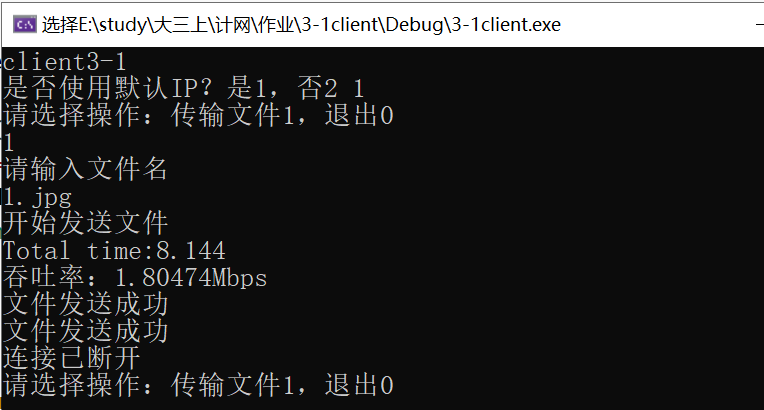 选择E:\study\大三上\计网\作业\3-1client\Debug\3-1client.exe
client3-1
是否使用默认IP？是1，否2 1
请选择操作：传输文件1，退出0
1
请输入文件名
1.jpg
开始发送文件
Total time:8.144
吞吐率：1.80474Mbps
文件发送成功
文件发送成功
连接已断开
请选择操作：传输文件1，退出0